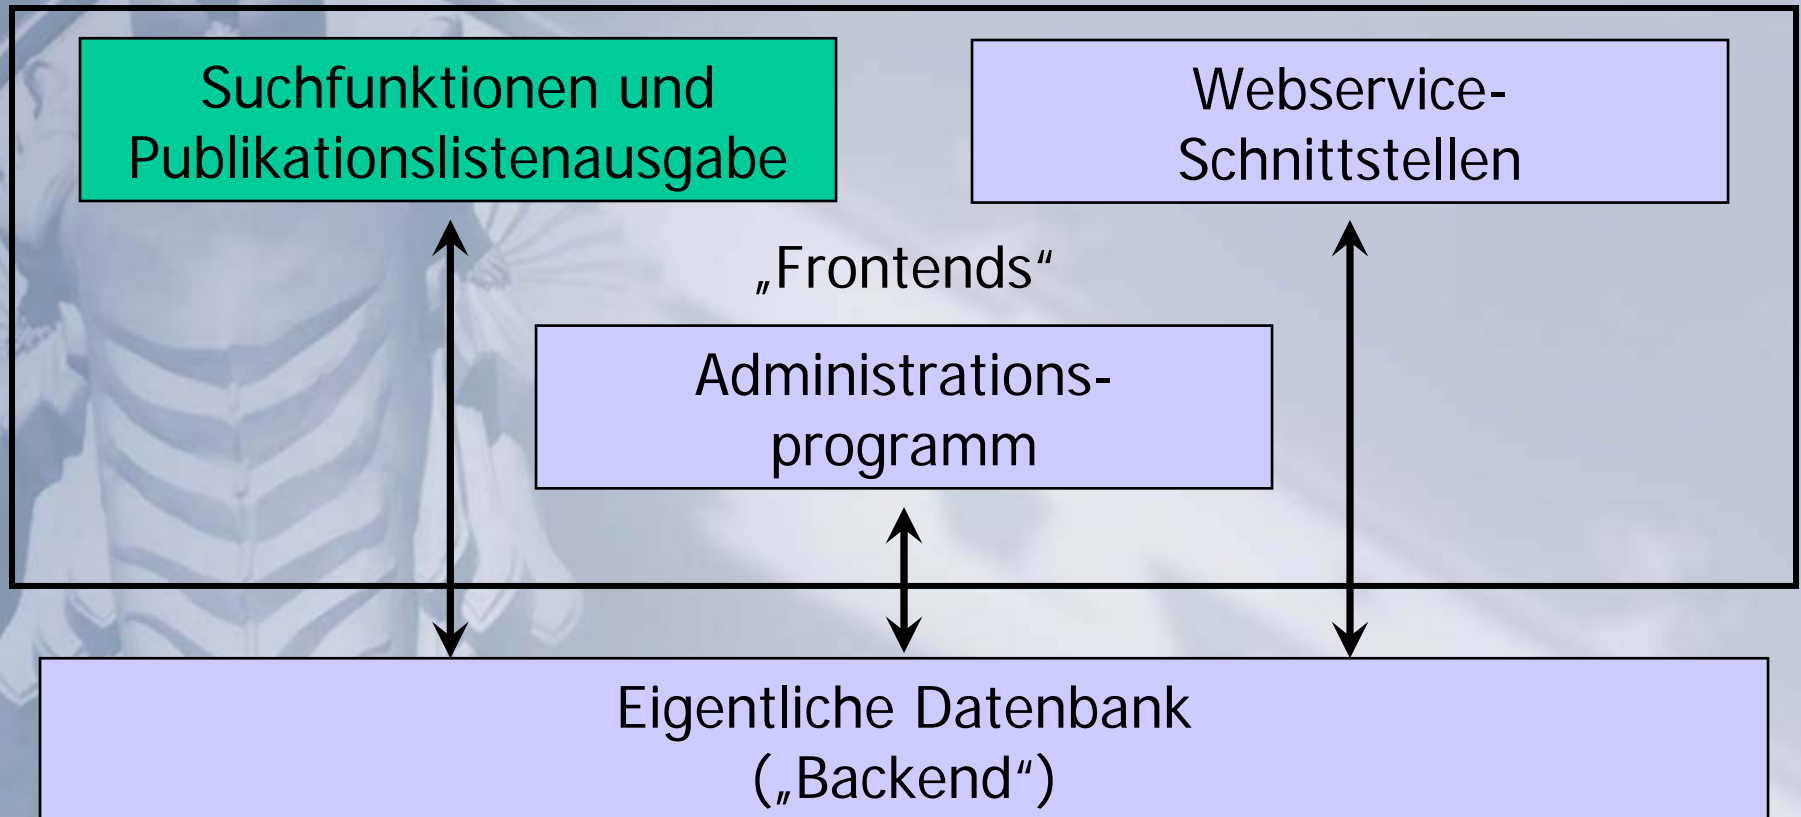 Suchfunktionen und
Publikationslistenausgabe
Webservice-
Schnittstellen
„Frontends“
Administrations-
programm
Eigentliche Datenbank
(„Backend“)